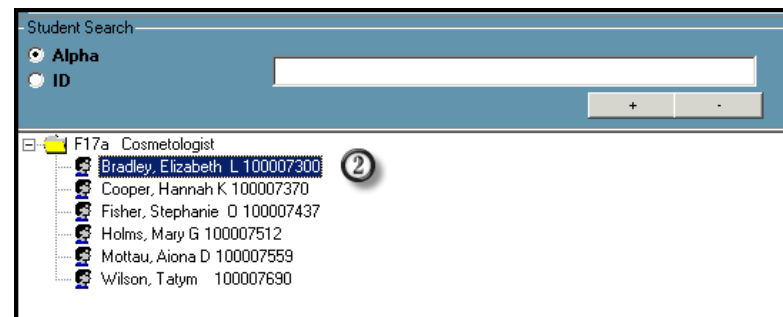 Student Search
Alpha
ID
+ -
F17a Cosmetologist
Bradley, Elizabeth L 100007300 2
Cooper, Hannah K 100007370
Fisher, Stephanie O 100007437
Holms, Mary G 100007512
Mottau, Aiona D 100007559
Wilson, Tatym 100007690